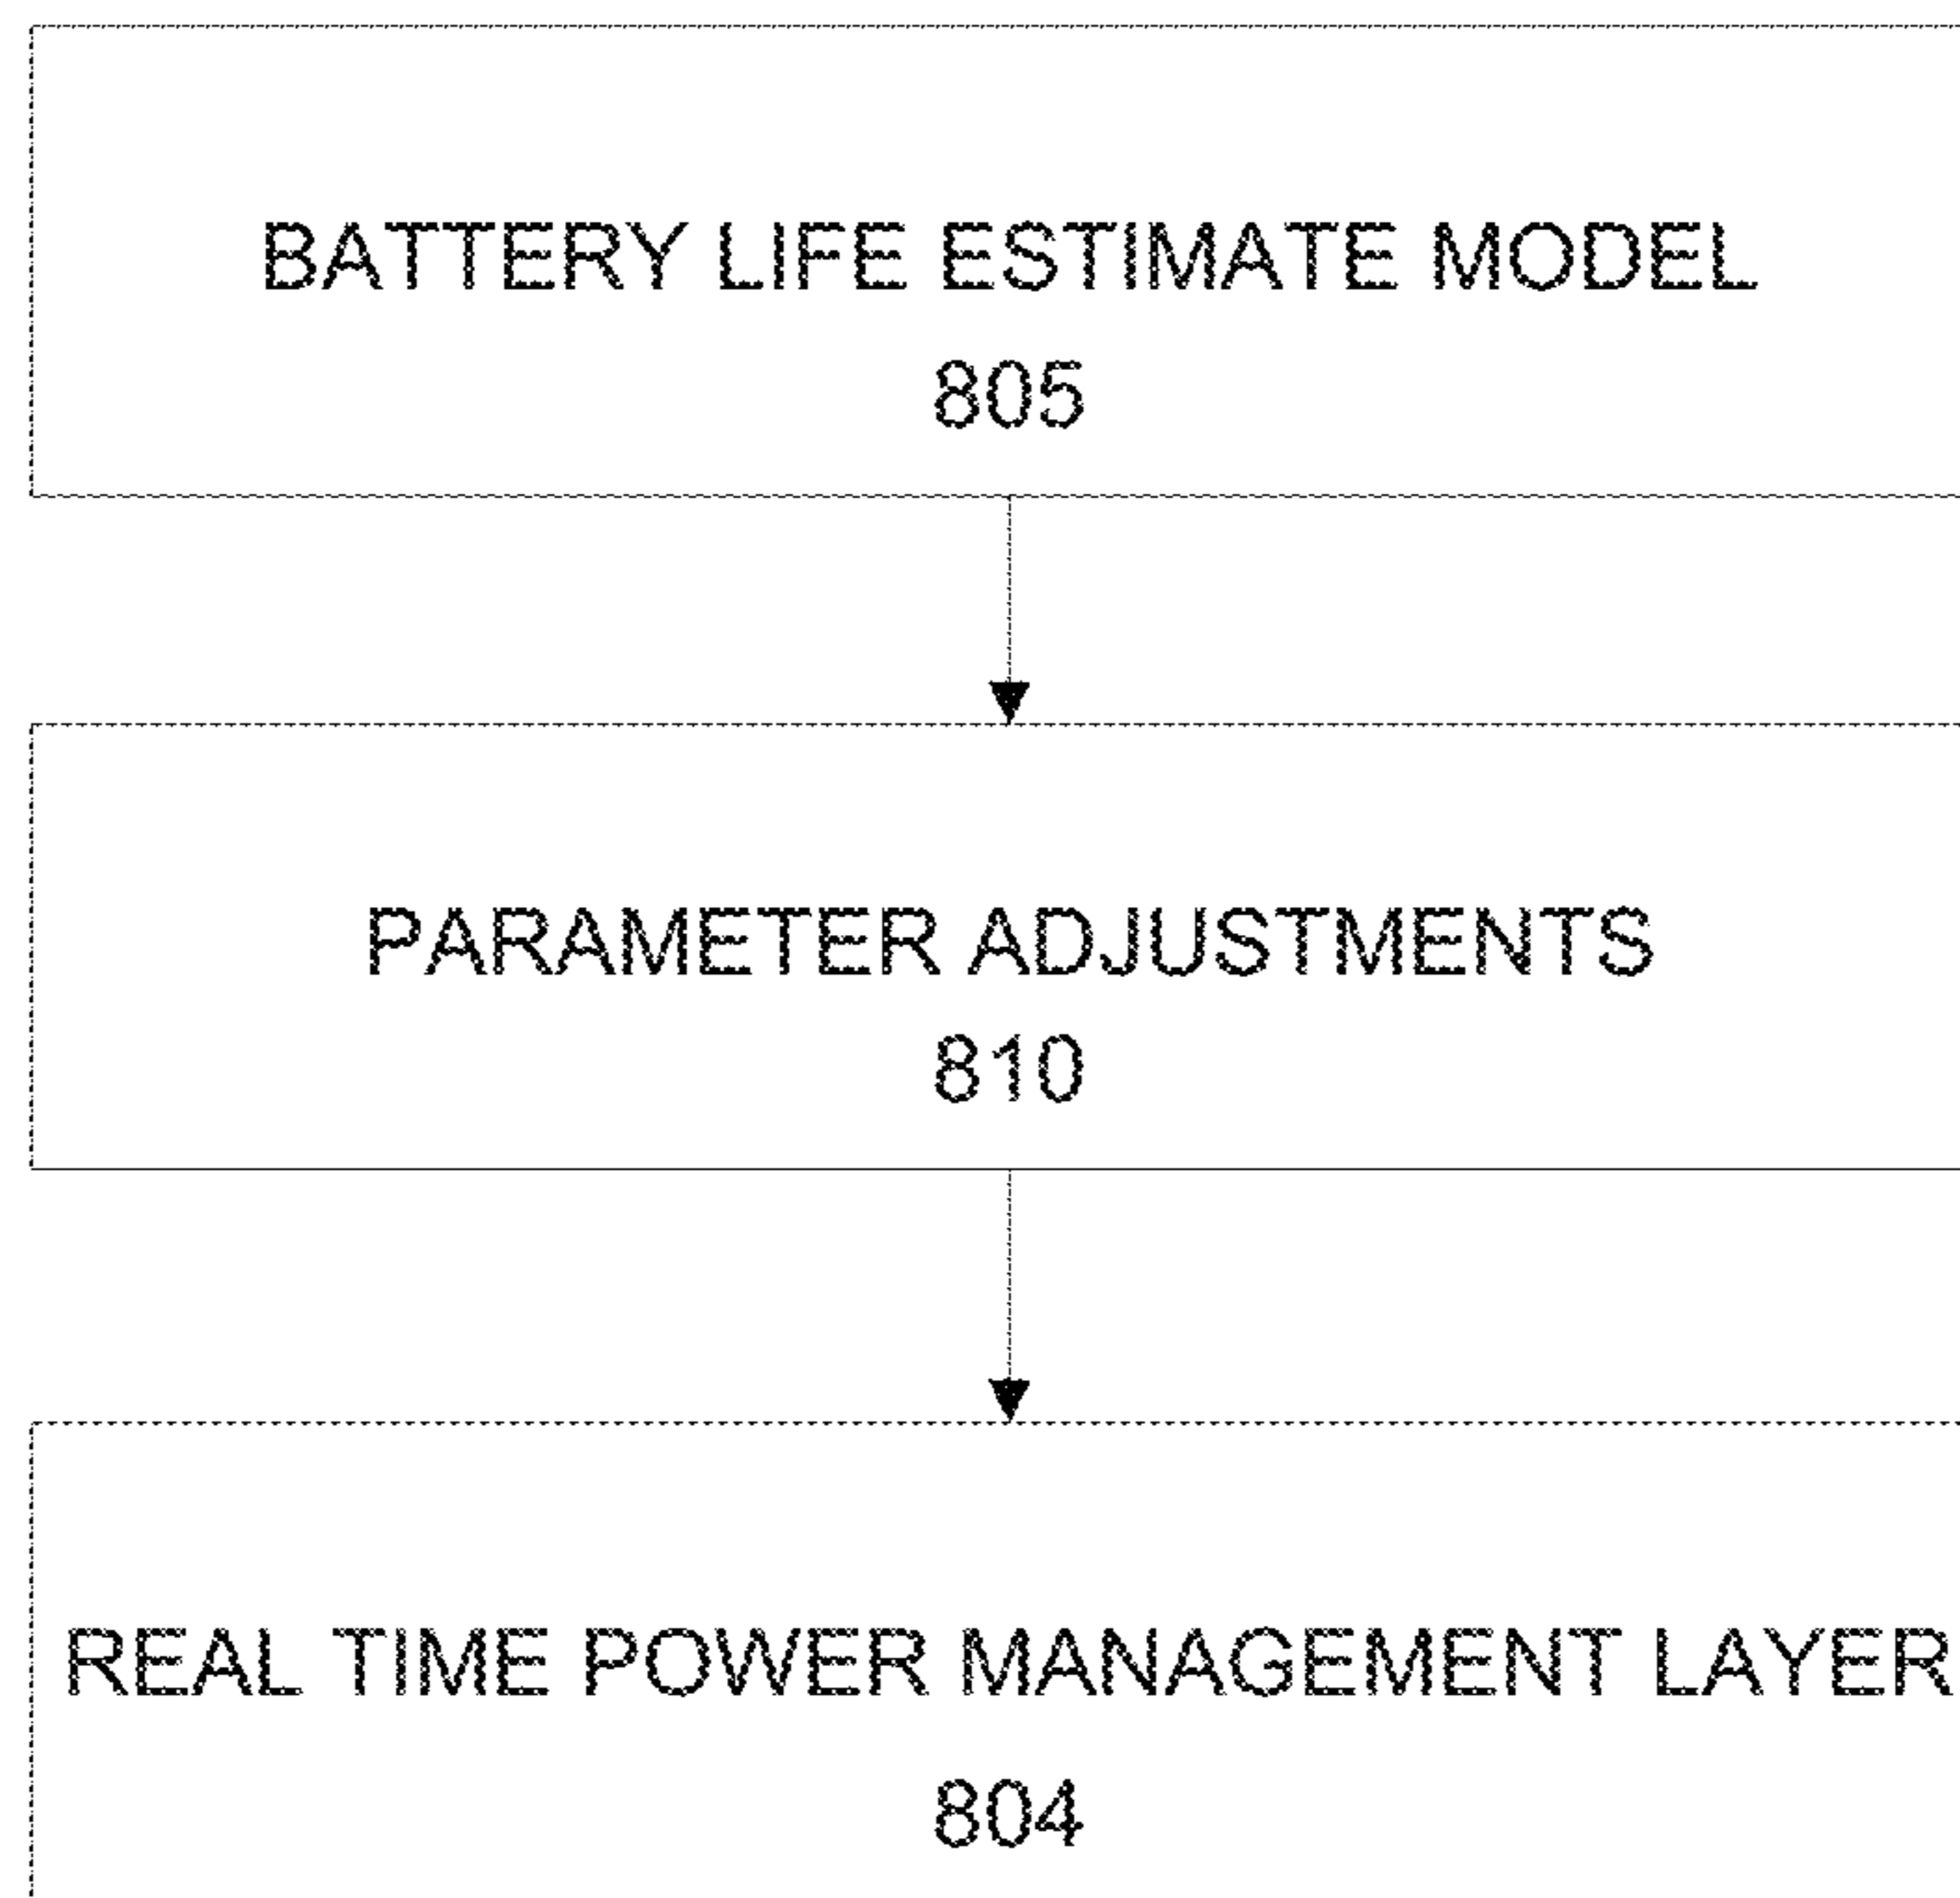 BATTERY LIFE ESTIMATE MODEL
805
PARAMETER ADJUSTMENTS
810
REAL TIME POWER MANAGEMENT LAYER
804